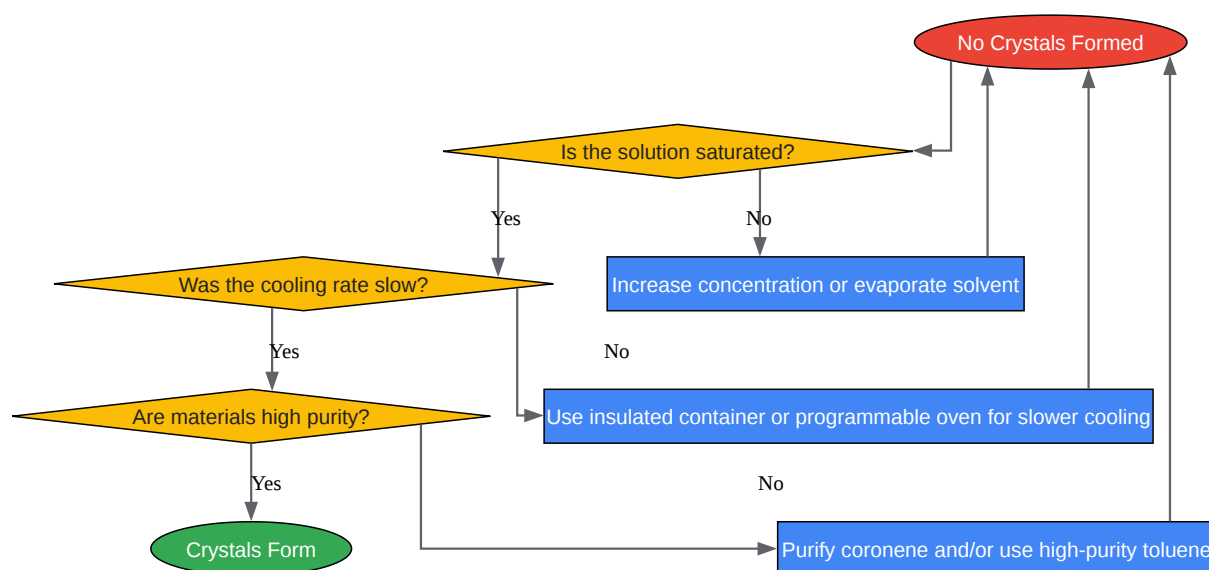 No Crystals Formed
Is the solution saturated?
Yes
No
Was the cooling rate slow?
Increase concentration or evaporate solvent
Yes
No
Are materials high purity?
Use insulated container or programmable oven for slower cooling
Yes
No
Crystals Form
Purify coronene and/or use high-purity toluene